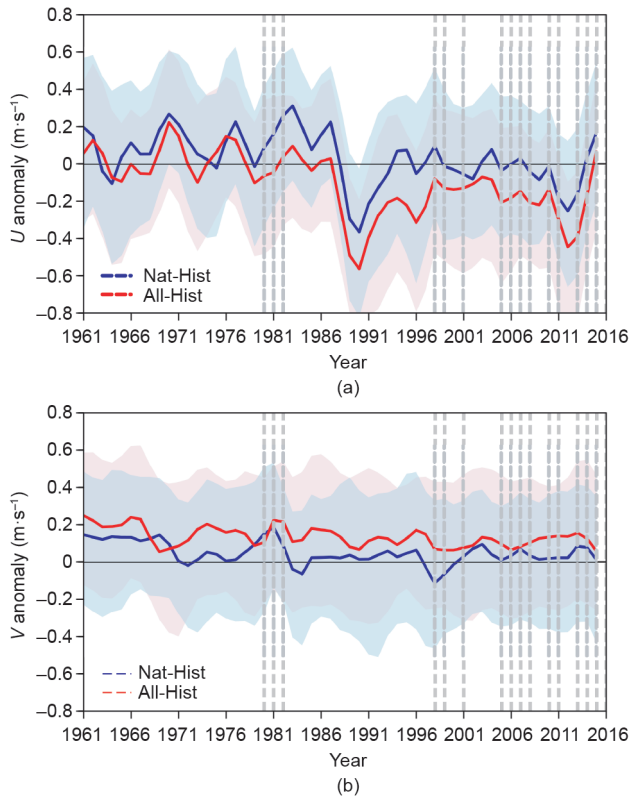 0.8
0.6
0.4
0.2
0
–0.2
–0.4
–0.6
–0.8
U anomaly (m·s⁻¹)
Nat-Hist
All-Hist
1961 1966 1971 1976 1981 1986 1991 1996 2001 2006 2011 2016
Year
(a)
0.8
0.6
0.4
0.2
0
–0.2
–0.4
–0.6
–0.8
V anomaly (m·s⁻¹)
Nat-Hist
All-Hist
1961 1966 1971 1976 1981 1986 1991 1996 2001 2006 2011 2016
Year
(b)